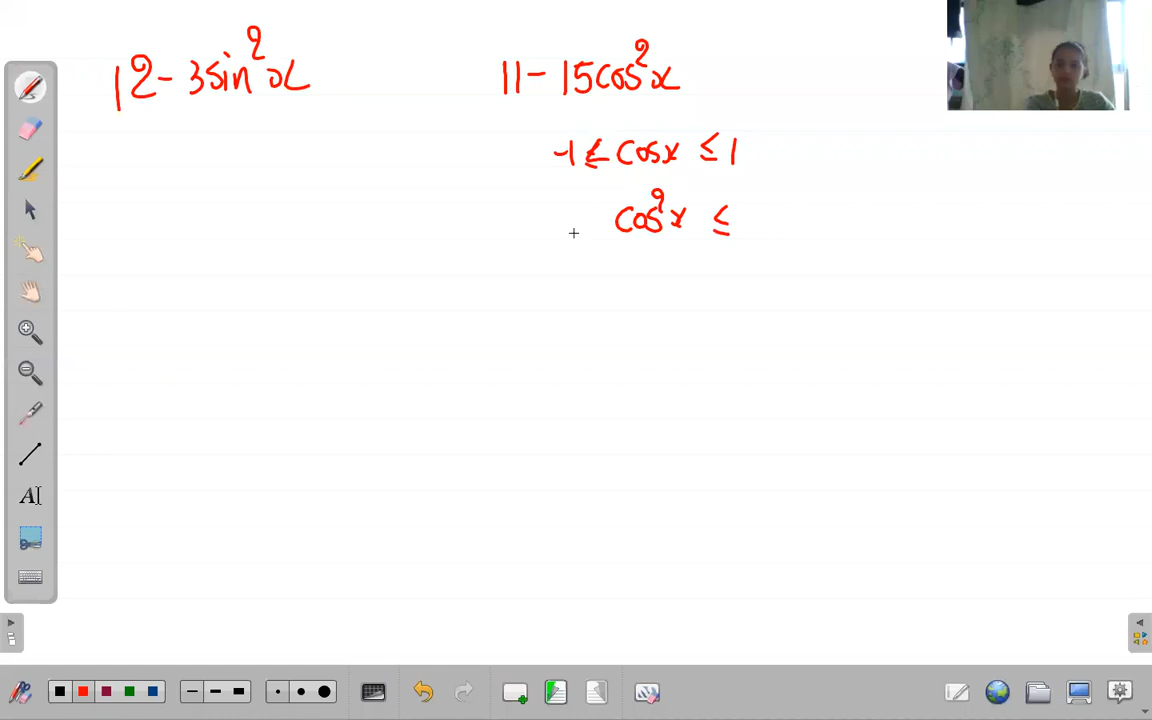 12 - 3sin²x
11 - 15cos²x
-1 ≤ cosx ≤ 1
cos²x ≤